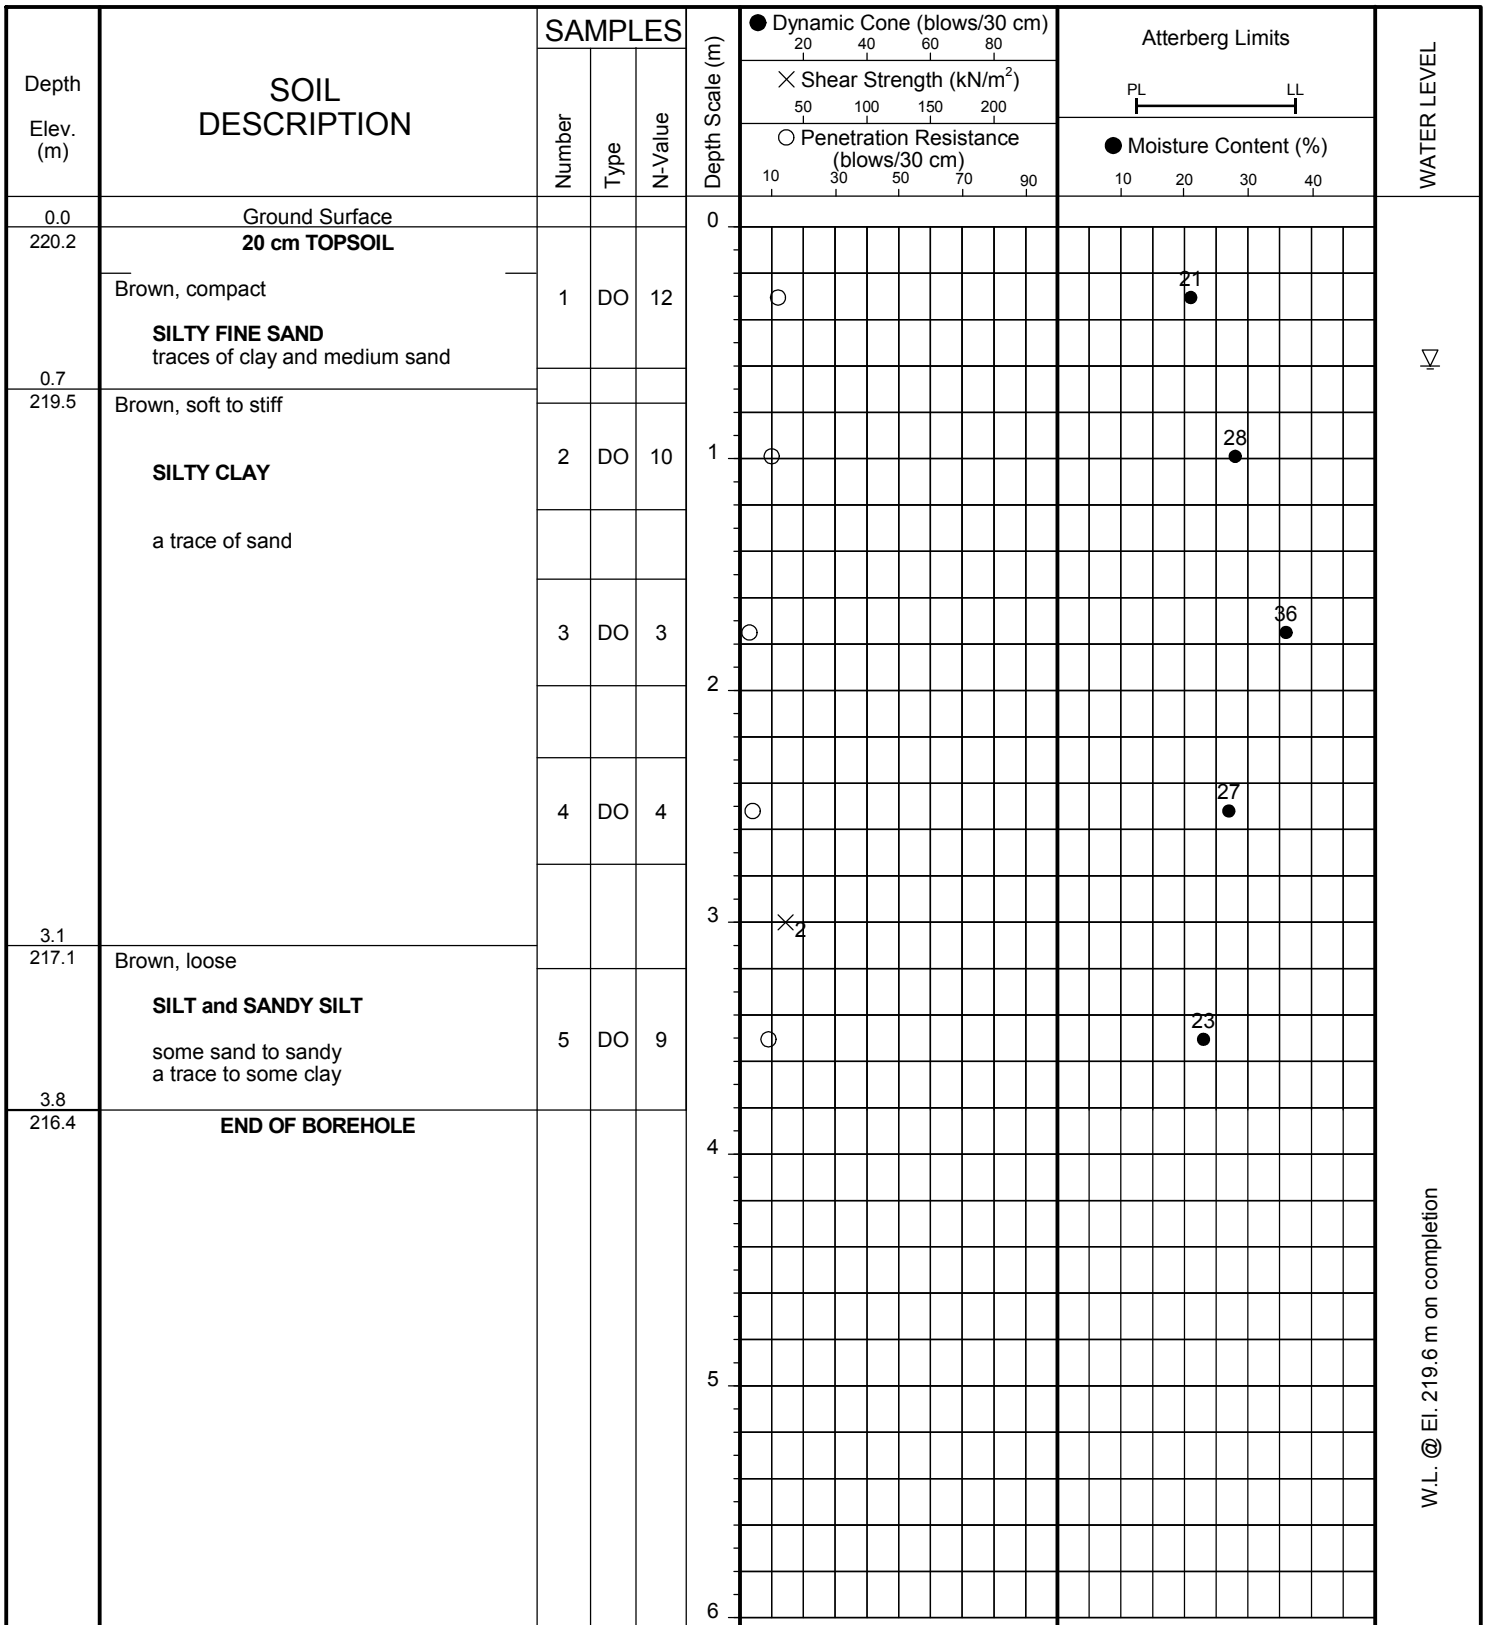 Depth
Elev.
(m)
SOIL
DESCRIPTION
SAMPLES
Number
Type
N-Value
Depth Scale (m)
● Dynamic Cone (blows/30 cm)
20 40 60 80
× Shear Strength (kN/m²)
50 100 150 200
○ Penetration Resistance
(blows/30 cm)
10 30 50 70 90
Atterberg Limits
PL LL
● Moisture Content (%)
10 20 30 40
WATER LEVEL
0.0 Ground Surface 0
220.2 20 cm TOPSOIL
Brown, compact
1 DO 12 21
SILTY FINE SAND
traces of clay and medium sand
0.7
219.5 Brown, soft to stiff
2 DO 10 1 28
SILTY CLAY
a trace of sand
3 DO 3 36
2
4 DO 4 27
3 2
3.1
217.1 Brown, loose
SILT and SANDY SILT
5 DO 9 23
some sand to sandy
a trace to some clay
3.8
216.4 END OF BOREHOLE
4
5
6
W.L. @ El. 219.6 m on completion